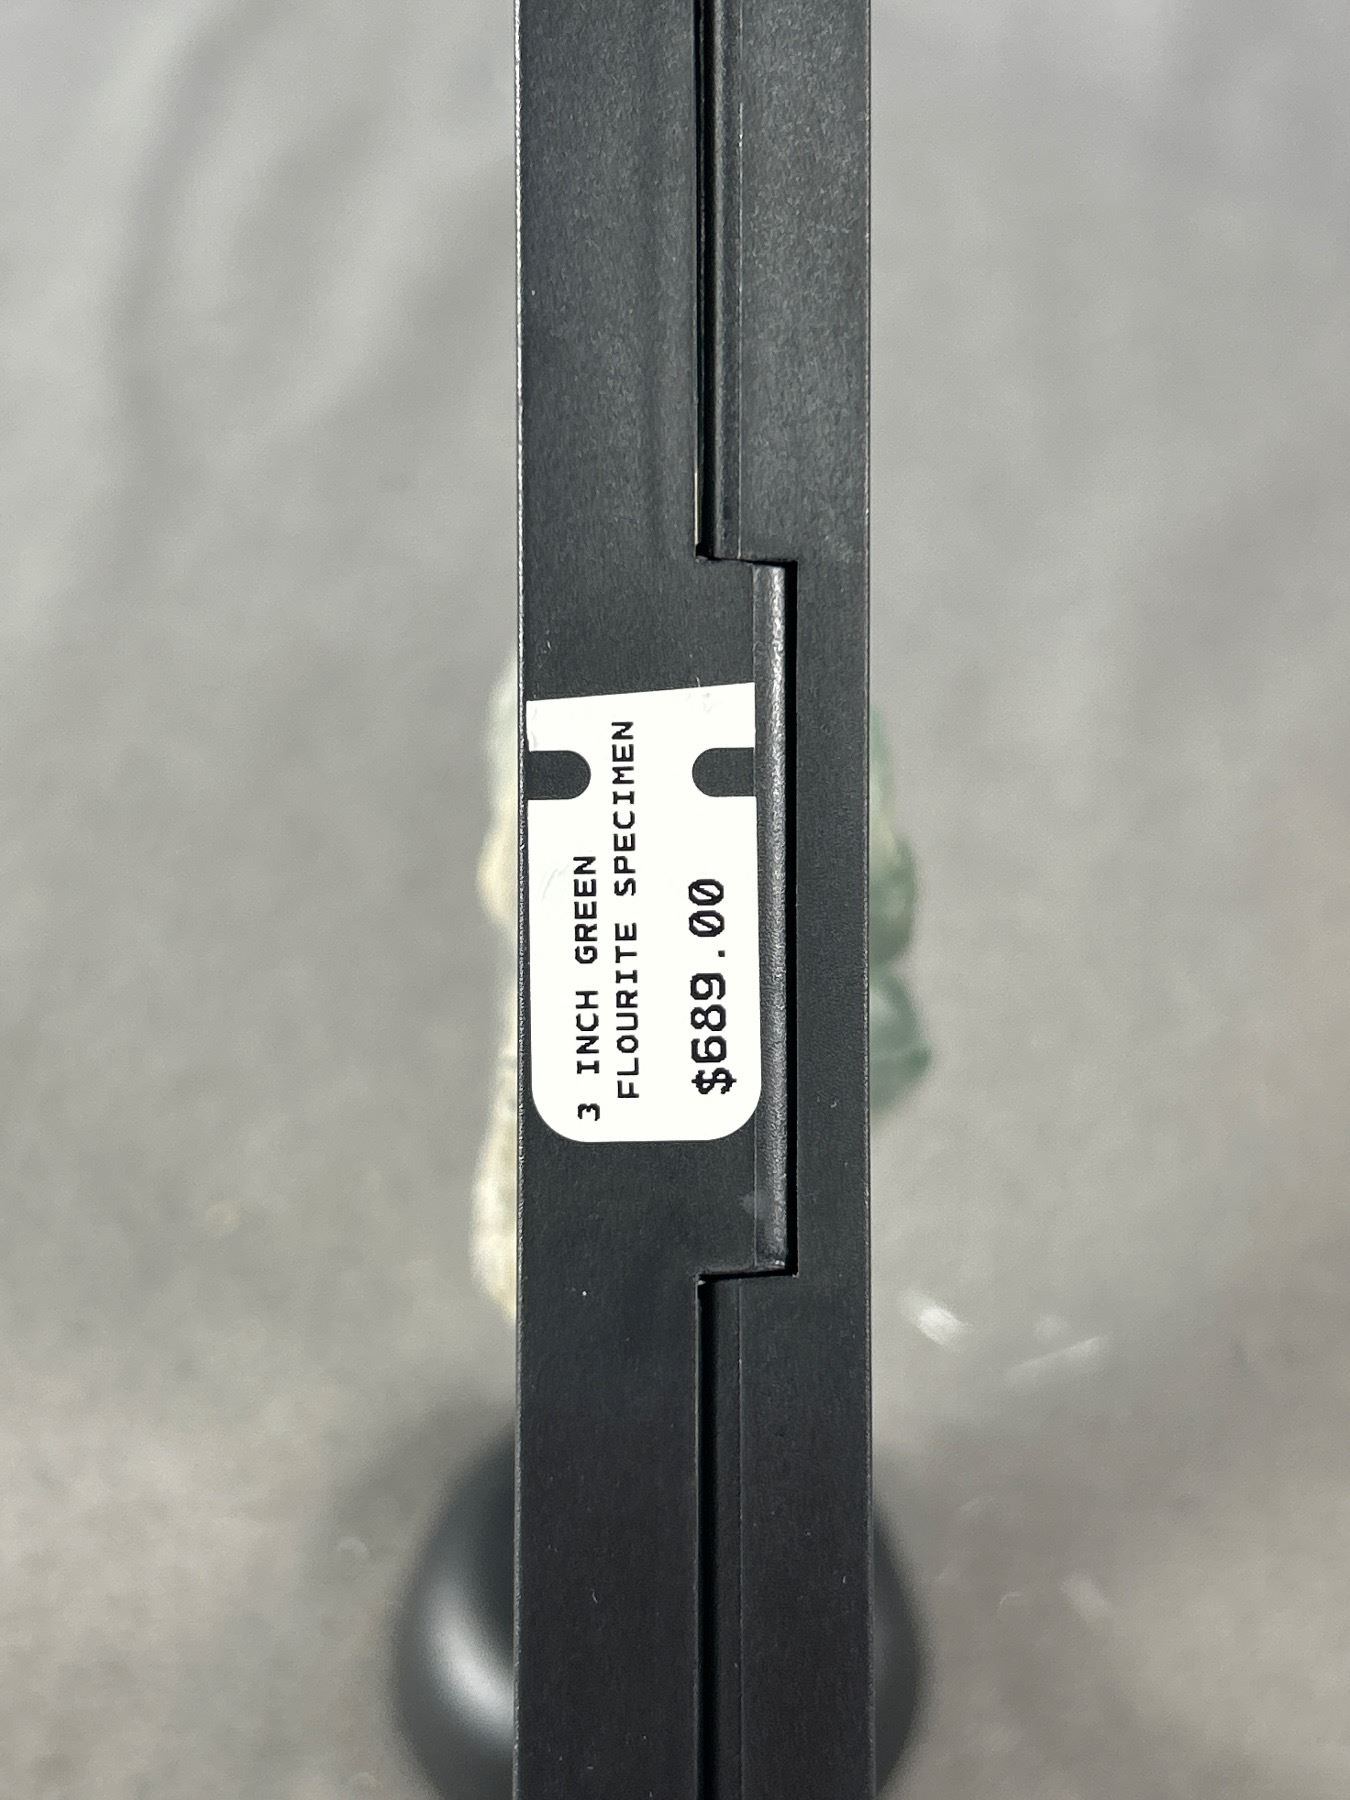 3 INCH GREEN
FLOURITE SPECIMEN
$689.00